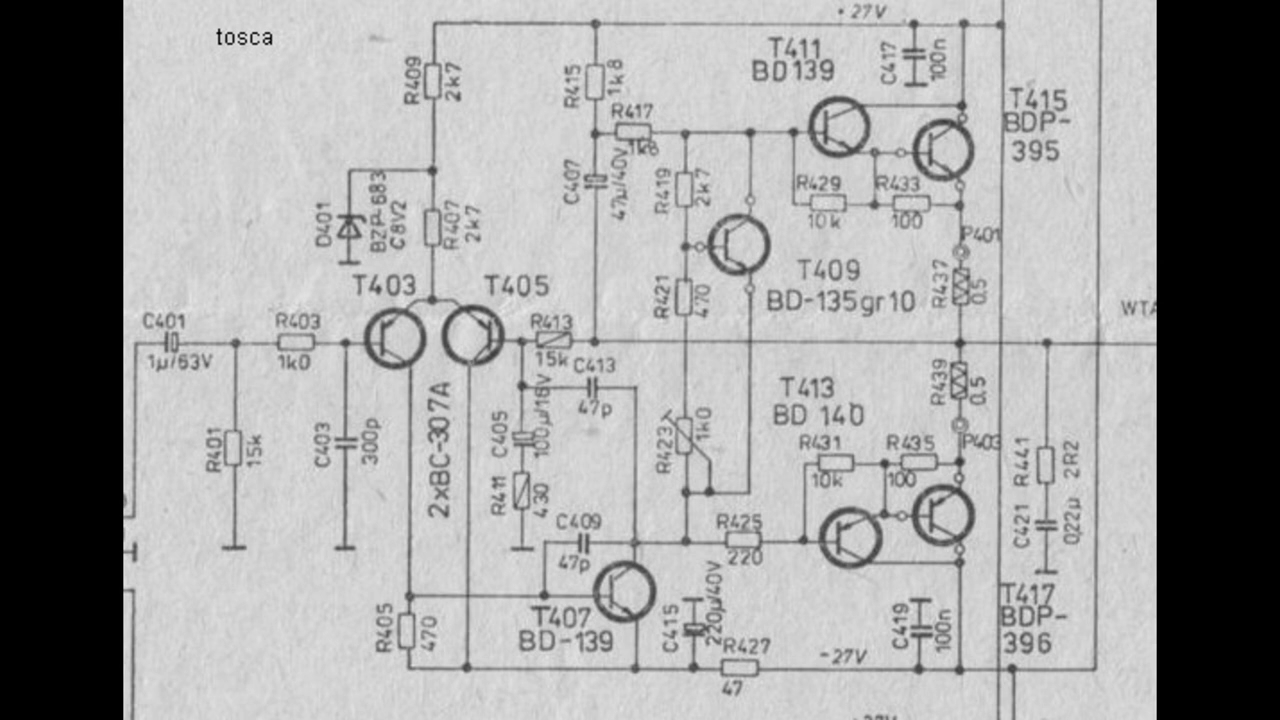 tosca
+27V
R409
2k7
R415
1k8
T411
BD139
C417
100n
T415
BDP-
395
R417
1k8
C407
47µ/40V
R419
2k7
R429
10k
R433
100
D401
BZP-683
C8V2
R407
2k7
P401
T403
T405
T409
BD-135gr10
R421
470
R437
0.5
C401
1µ/63V
R403
1k0
R413
15k
C413
47p
R401
15k
C403
300p
2xBC-307A
C405
100µ/16V
R411
430
R423
1k0
T413
BD 140
R439
0.5
P403
R431
10k
R435
100
R441
2R2
C421
0,22µ
C409
47p
R425
220
R405
470
T407
BD-139
C415
220µ/40V
R427
47
-27V
C419
100n
T417
BDP-
396